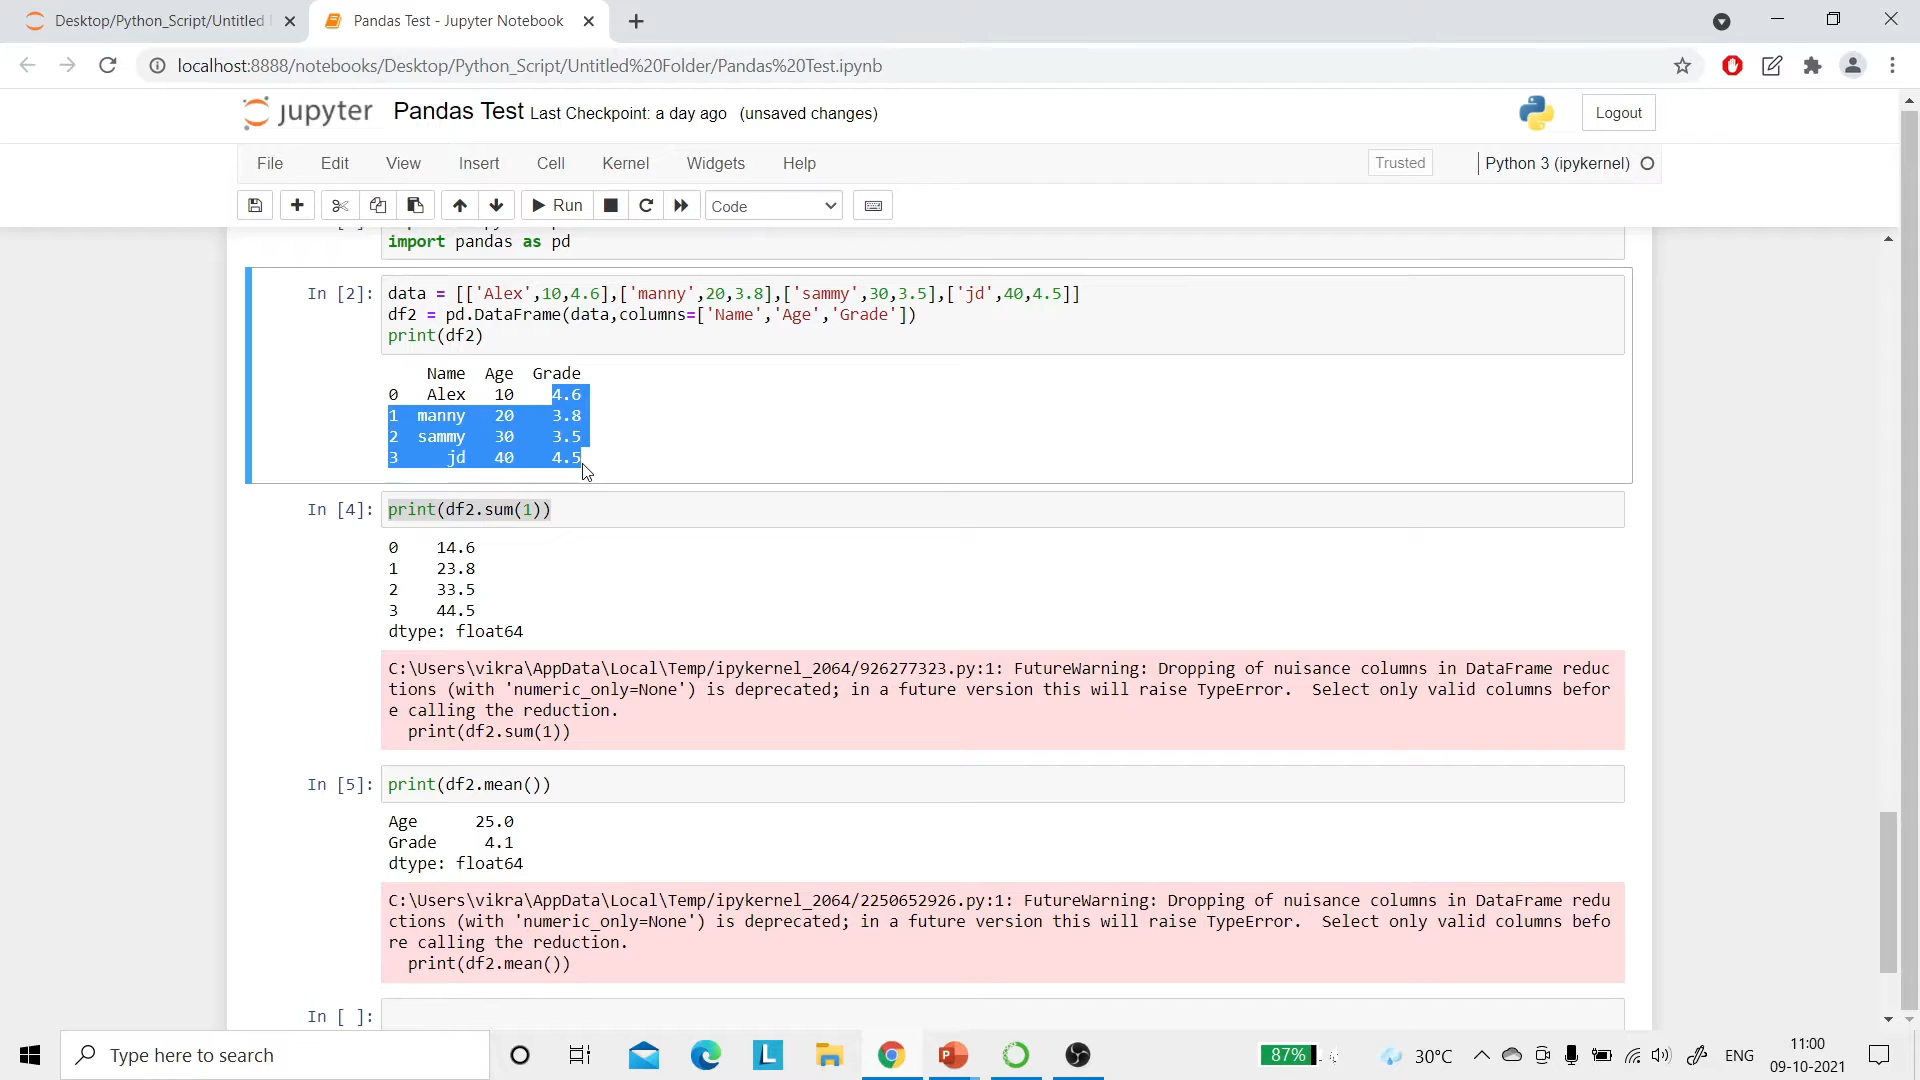 Desktop/Python_Script/Untitled
Pandas Test - Jupyter Notebook
localhost:8888/notebooks/Desktop/Python_Script/Untitled%20Folder/Pandas%20Test.ipynb
jupyter Pandas Test Last Checkpoint: a day ago (unsaved changes)
Logout
File Edit View Insert Cell Kernel Widgets Help
Trusted
Python 3 (ipykernel)
Run
Code
import pandas as pd
In [2]: data = [['Alex',10,4.6],['manny',20,3.8],['sammy',30,3.5],['jd',40,4.5]]
df2 = pd.DataFrame(data,columns=['Name','Age','Grade'])
print(df2)
Name Age Grade
0 Alex 10 4.6
1 manny 20 3.8
2 sammy 30 3.5
3 jd 40 4.5
In [4]: print(df2.sum(1))
0 14.6
1 23.8
2 33.5
3 44.5
dtype: float64
C:\Users\vikra\AppData\Local\Temp/ipykernel_2064/926277323.py:1: FutureWarning: Dropping of nuisance columns in DataFrame reduc
tions (with 'numeric_only=None') is deprecated; in a future version this will raise TypeError. Select only valid columns befor
e calling the reduction.
print(df2.sum(1))
In [5]: print(df2.mean())
Age 25.0
Grade 4.1
dtype: float64
C:\Users\vikra\AppData\Local\Temp/ipykernel_2064/2250652926.py:1: FutureWarning: Dropping of nuisance columns in DataFrame redu
ctions (with 'numeric_only=None') is deprecated; in a future version this will raise TypeError. Select only valid columns befo
re calling the reduction.
print(df2.mean())
In [ ]:
Type here to search
L
87%
30°C
ENG
11:00
09-10-2021